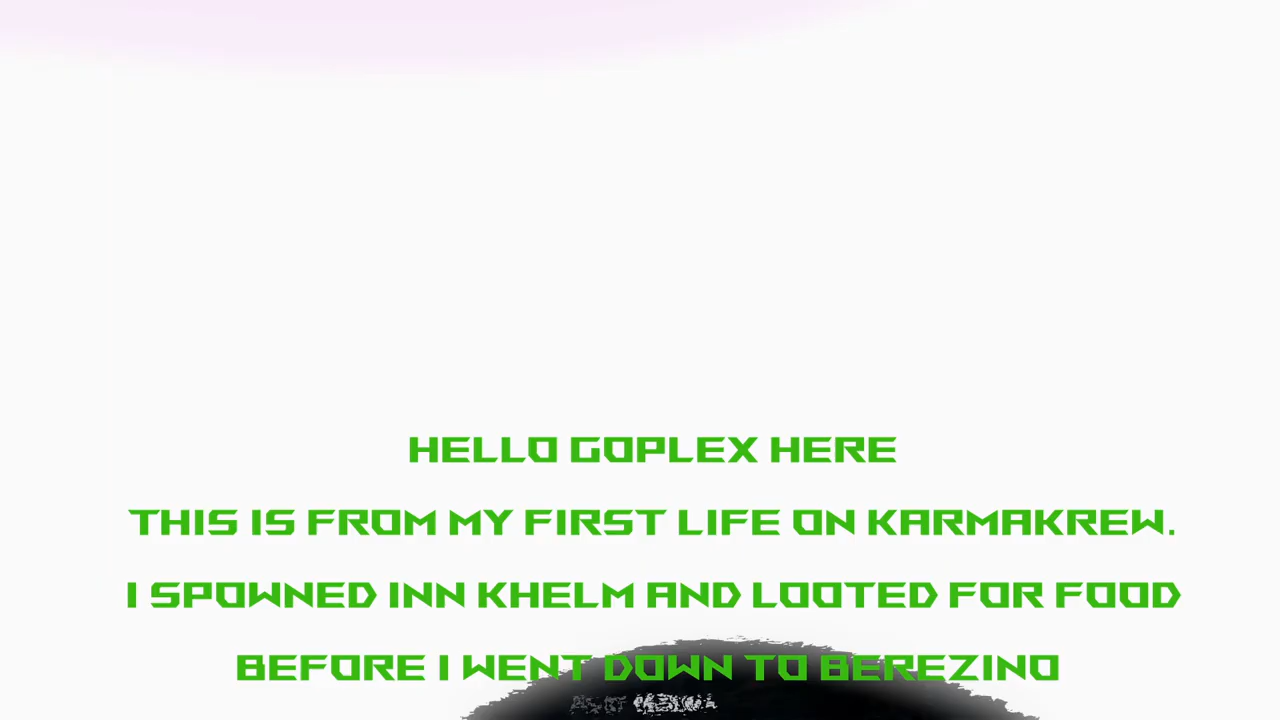 HELLO GOPLEX HERE
THIS IS FROM MY FIRST LIFE ON KARMAKREW.
I SPOWNED INN KHELM AND LOOTED FOR FOOD
BEFORE I WENT DOWN TO BEREZINO